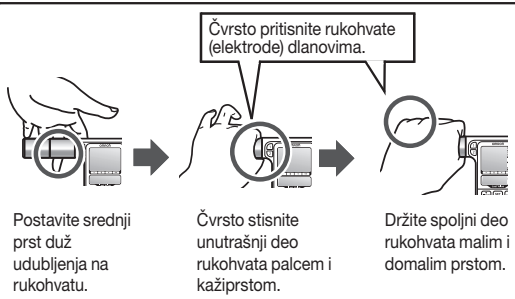 Čvrsto pritisnite rukohvate
(elektrode) dlanovima.
Postavite srednji
prst duž
udubljenja na
rukohvatu.
Čvrsto stisnite
unutrašnji deo
rukohvata palcem i
kažiprstom.
Držite spoljni deo
rukohvata malim i
domalim prstom.